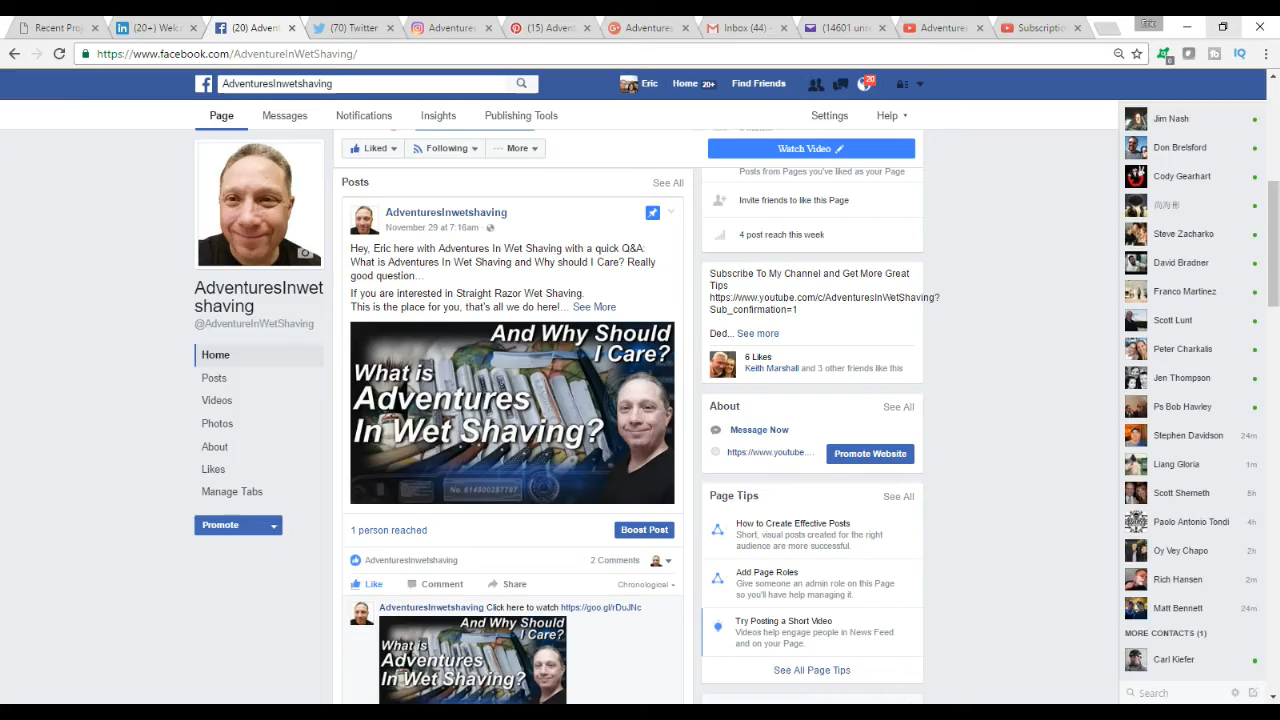 Recent Proj
(20+) Welc
(20) Adven
(70) Twitter
Adventures
(15) Advent
Adventures
Inbox (44) -
(14601 unre
Adventures
Subscription
Eric
https://www.facebook.com/AdventureInWetShaving/
AdventuresInwetshaving
Eric
Home 20+
Find Friends
20
Page
Messages
Notifications
Insights
Publishing Tools
Settings
Help
Liked
Following
More
Watch Video
Posts from Pages you've liked as your Page
Invite friends to like this Page
4 post reach this week
AdventuresInwet
shaving
@AdventureInWetShaving
Home
Posts
Videos
Photos
About
Likes
Manage Tabs
Promote
Posts
See All
AdventuresInwetshaving
November 29 at 7:16am
Hey, Eric here with Adventures In Wet Shaving with a quick Q&A:
What is Adventures In Wet Shaving and Why should I Care? Really
good question...
If you are interested in Straight Razor Wet Shaving.
This is the place for you, that's all we do here!... See More
And Why Should
I Care?
What is
Adventures
In Wet Shaving?
No. 614800287787
1 person reached
Boost Post
AdventuresInwetshaving
2 Comments
Like
Comment
Share
Chronological
AdventuresInwetshaving Click here to watch https://goo.gl/rDuJNc
And Why Should
I Care?
What is
Adventures
In Wet Shaving?
Subscribe To My Channel and Get More Great
Tips
https://www.youtube.com/c/AdventuresInWetShaving?
Sub_confirmation=1
Ded... See more
6 Likes
Keith Marshall and 3 other friends like this
About
See All
Message Now
https://www.youtube....
Promote Website
Page Tips
See All
How to Create Effective Posts
Short, visual posts created for the right
audience are more successful.
Add Page Roles
Give someone an admin role on this Page
so you'll have help managing it.
Try Posting a Short Video
Videos help engage people in News Feed
and on your Page.
See All Page Tips
Jim Nash
Don Brelsford
Cody Gearhart
尚海彤
Steve Zacharko
David Bradner
Franco Martinez
Scott Lunt
Peter Charkalis
Jen Thompson
Ps Bob Hawley
Stephen Davidson 24m
Liang Gloria 1m
Scott Shemeth 5h
Paolo Antonio Tondi 4h
Oy Vey Chapo 2h
Rich Hansen 2m
Matt Bennett 24m
MORE CONTACTS (1)
Carl Kiefer
Search